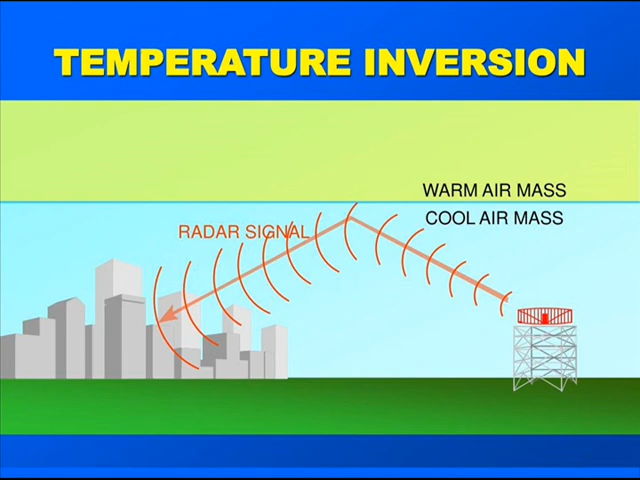 TEMPERATURE INVERSION
WARM AIR MASS
COOL AIR MASS
RADAR SIGNAL